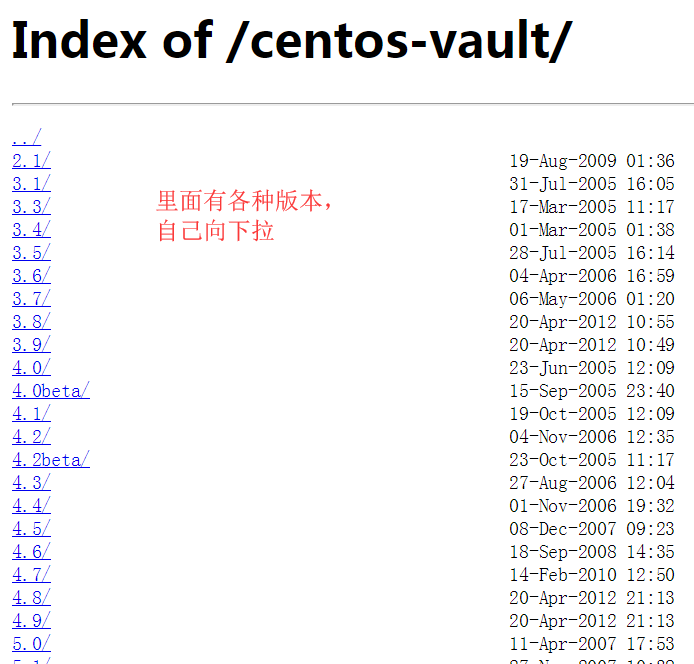 Index of /centos-vault/
../
2.1/ 19-Aug-2009 01:36
3.1/ 31-Jul-2005 16:05
里面有各种版本，
3.3/ 17-Mar-2005 11:17
自己向下拉
3.4/ 01-Mar-2005 01:38
3.5/ 28-Jul-2005 16:14
3.6/ 04-Apr-2006 16:59
3.7/ 06-May-2006 01:20
3.8/ 20-Apr-2012 10:55
3.9/ 20-Apr-2012 10:49
4.0/ 23-Jun-2005 12:09
4.0beta/ 15-Sep-2005 23:40
4.1/ 19-Oct-2005 12:09
4.2/ 04-Nov-2006 12:35
4.2beta/ 23-Oct-2005 11:17
4.3/ 27-Aug-2006 12:04
4.4/ 01-Nov-2006 19:32
4.5/ 08-Dec-2007 09:23
4.6/ 18-Sep-2008 14:35
4.7/ 14-Feb-2010 12:50
4.8/ 20-Apr-2012 21:13
4.9/ 20-Apr-2012 21:13
5.0/ 11-Apr-2007 17:53